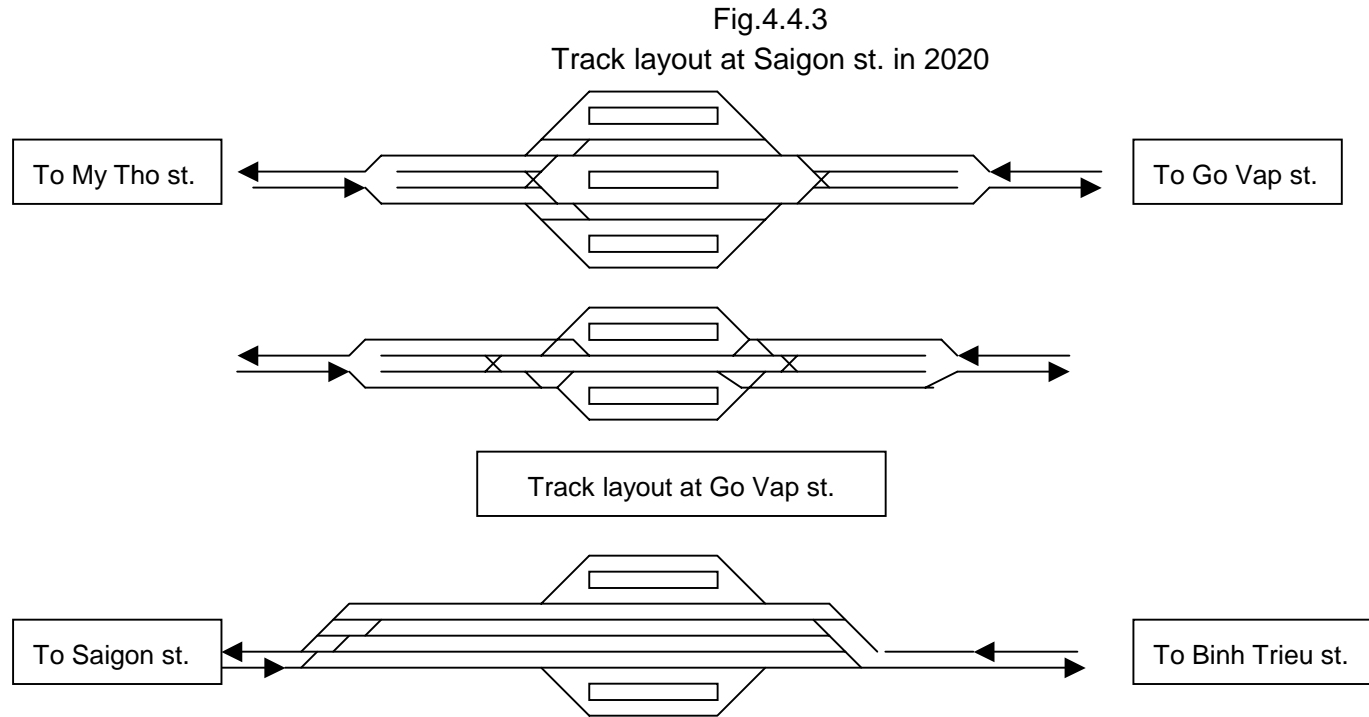 Fig.4.4.3
Track layout at Saigon st. in 2020
To My Tho st.
To Go Vap st.
Track layout at Go Vap st.
To Saigon st.
To Binh Trieu st.